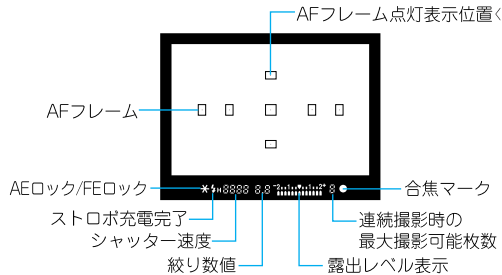 AFフレーム点灯表示位置〈
AFフレーム
AEロック/FEロック
ストロボ充電完了
シャッター速度
絞り数値
合焦マーク
連続撮影時の
最大撮影可能枚数
露出レベル表示